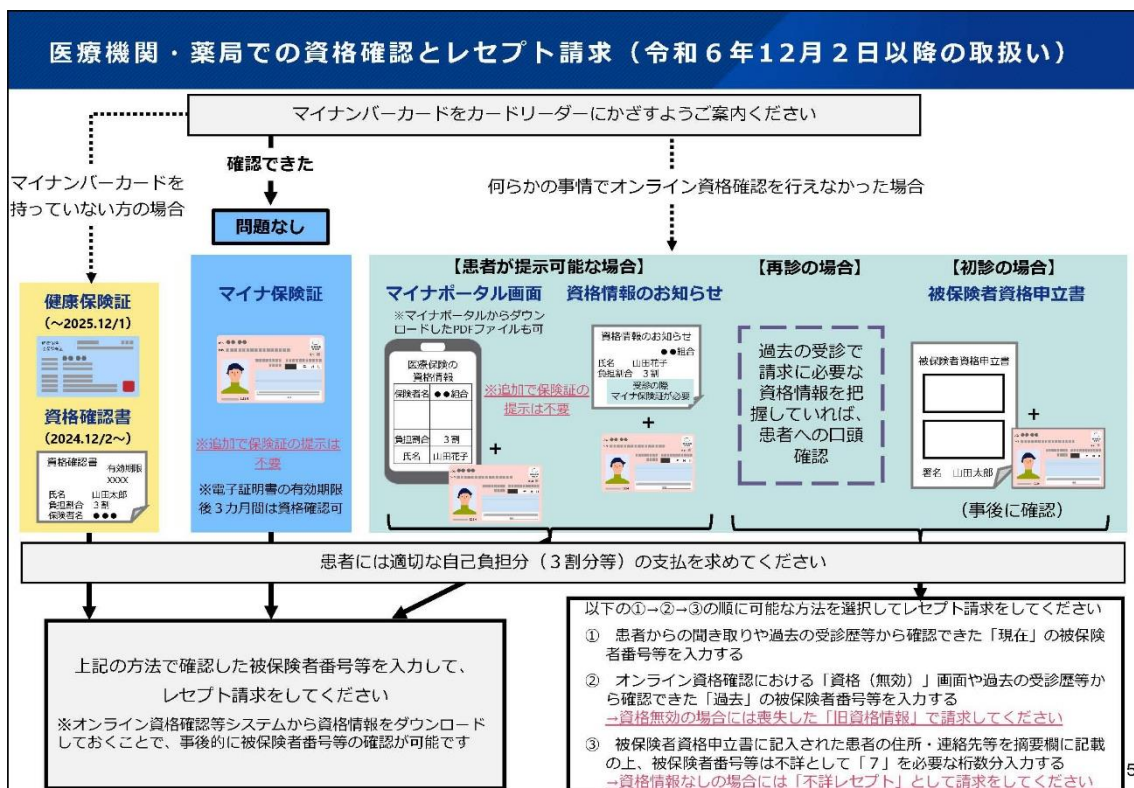 医療機関・薬局での資格確認とレセプト請求（令和６年12月２日以降の取扱い）
マイナンバーカードをカードリーダーにかざすようご案内ください
マイナンバーカードを
持っていない方の場合
確認できた
問題なし
何らかの事情でオンライン資格確認を行えなかった場合
健康保険証
（～2025.12/1）
資格確認書
（2024.12/2～）
資格確認書
有効期限
XXXX
氏名　山田太郎
負担割合　３割
保険者名　●●●
マイナ保険証
※追加で保険証の提示は
不要
※電子証明書の有効期限
後３カ月間は資格確認可
【患者が提示可能な場合】
マイナポータル画面
※マイナポータルからダウン
ロードしたPDFファイルも可
医療保険の
資格情報
保険者名　●●組合
負担割合　３割
氏名　山田花子
+
※追加で保険証の
提示は不要
資格情報のお知らせ
資格情報のお知らせ
●●組合
氏名　山田花子
負担割合　３割
受診の際
マイナ保険証が必要
+
【再診の場合】
過去の受診で
請求に必要な
資格情報を把
握していれば、
患者への口頭
確認
【初診の場合】
被保険者資格申立書
被保険者資格申立書
+
署名　山田太郎
（事後に確認）
患者には適切な自己負担分（３割分等）の支払を求めてください
上記の方法で確認した被保険者番号等を入力して、
レセプト請求をしてください
※オンライン資格確認等システムから資格情報をダウンロード
しておくことで、事後的に被保険者番号等の確認が可能です
以下の①→②→③の順に可能な方法を選択してレセプト請求をしてください
①　患者からの聞き取りや過去の受診歴等から確認できた「現在」の被保険
者番号等を入力する
②　オンライン資格確認における「資格（無効）」画面や過去の受診歴等か
ら確認できた「過去」の被保険者番号等を入力する
→資格無効の場合には喪失した「旧資格情報」で請求してください
③　被保険者資格申立書に記入された患者の住所・連絡先等を摘要欄に記載
の上、被保険者番号等は不詳として「７」を必要な桁数分入力する
→資格情報なしの場合には「不詳レセプト」として請求をしてください
5